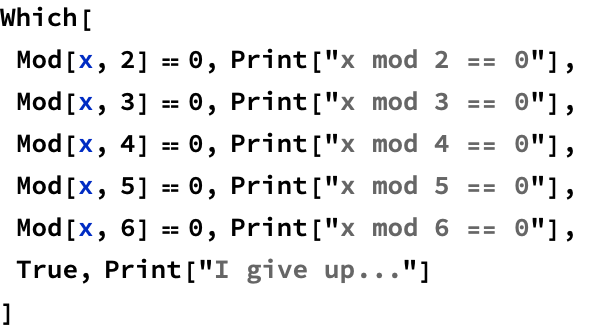 Which[
Mod[x, 2] == 0, Print["x mod 2 == 0"],
Mod[x, 3] == 0, Print["x mod 3 == 0"],
Mod[x, 4] == 0, Print["x mod 4 == 0"],
Mod[x, 5] == 0, Print["x mod 5 == 0"],
Mod[x, 6] == 0, Print["x mod 6 == 0"],
True, Print["I give up..."]
]